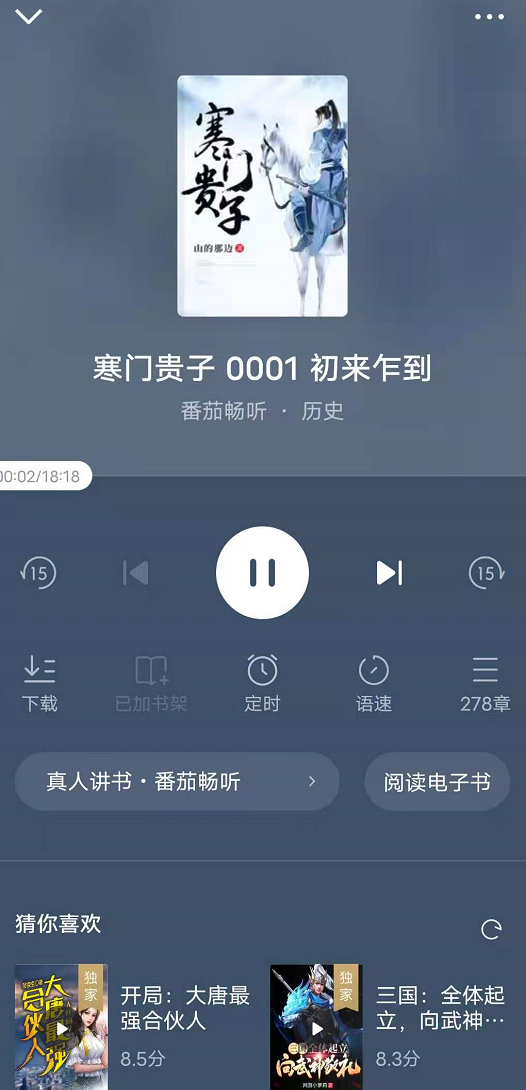 寒门
贵子
山的那边
寒门贵子 0001 初来乍到
番茄畅听 · 历史
00:02/18:18
15
15
下载
已加书架
定时
语速
278章
真人讲书·番茄畅听
阅读电子书
猜你喜欢
独家
大唐最强
合伙人
开局：大唐最
强合伙人
8.5分
独家
三国:全体起立
向武神献礼
三国：全体起
立，向武神…
8.3分